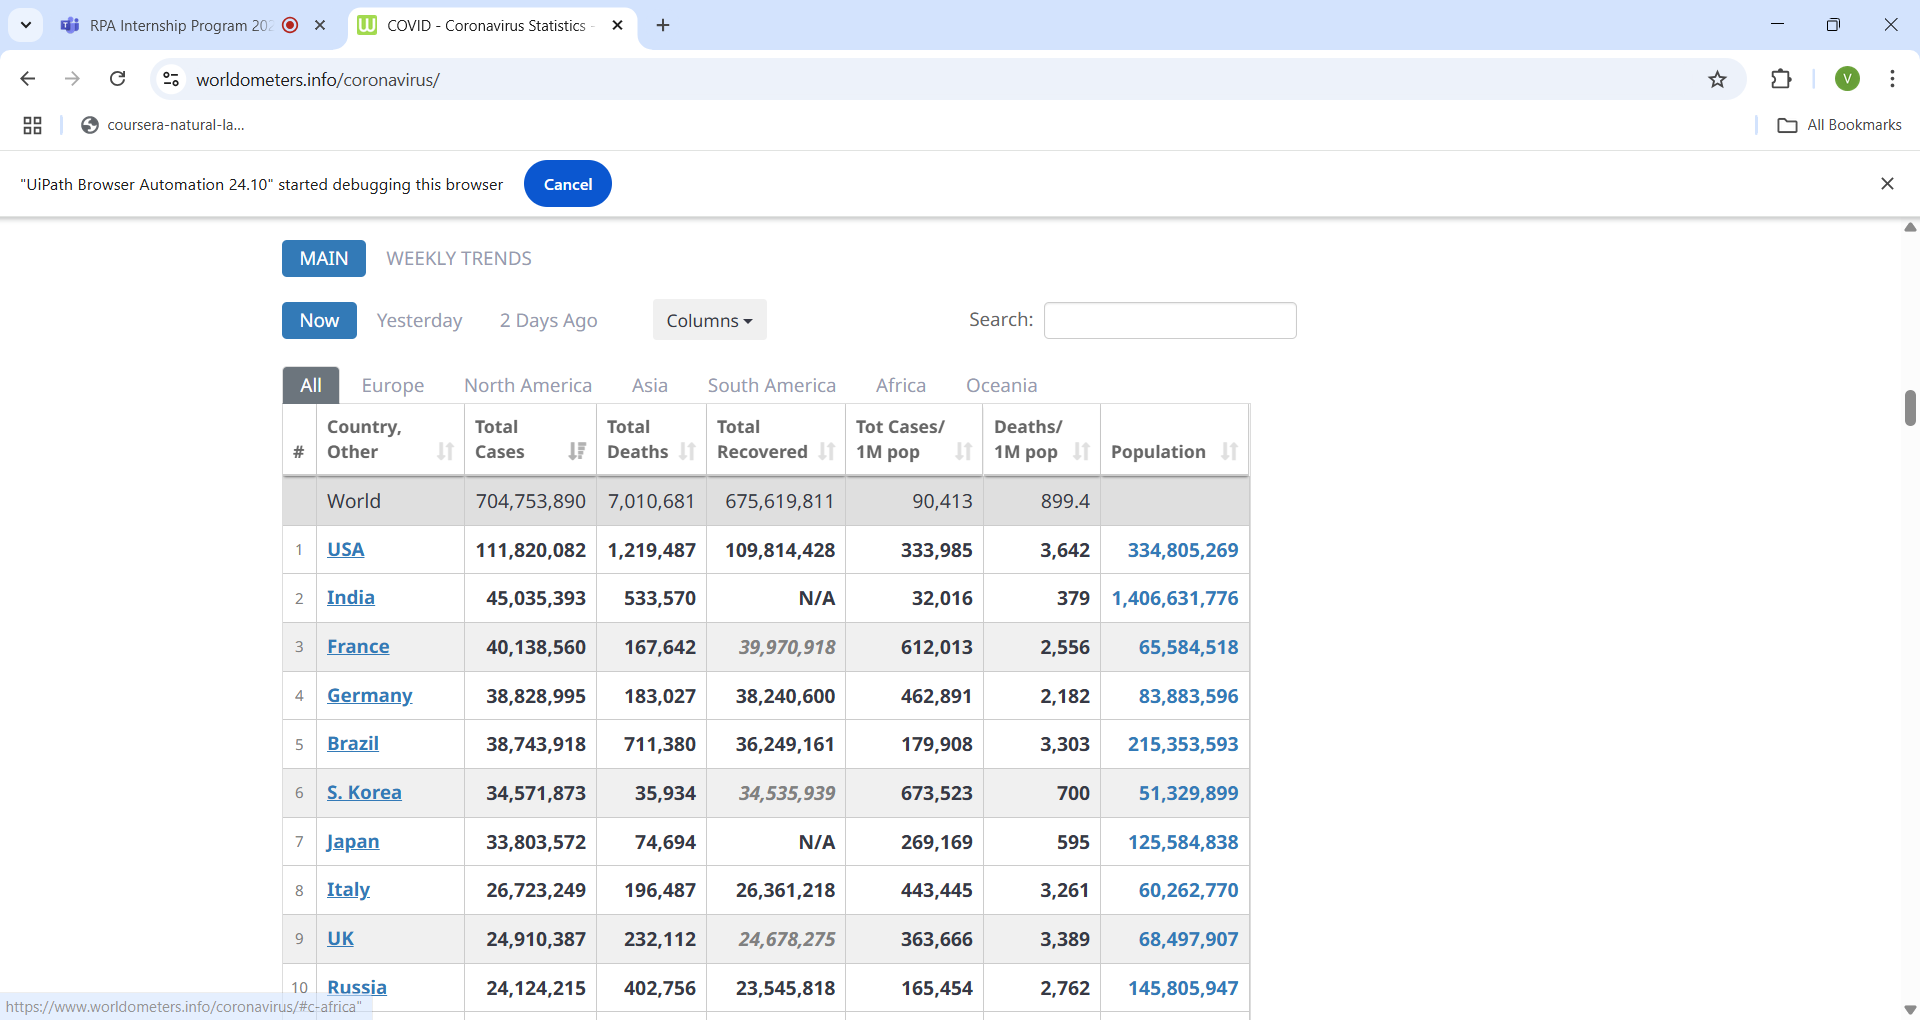 RPA Internship Program 202
COVID - Coronavirus Statistics -
worldometers.info/coronavirus/
V
coursera-natural-la...
All Bookmarks
"UiPath Browser Automation 24.10" started debugging this browser
Cancel
MAIN WEEKLY TRENDS
Now Yesterday 2 Days Ago Columns Search:
All Europe North America Asia South America Africa Oceania
# Country, Other Total Cases Total Deaths Total Recovered Tot Cases/ 1M pop Deaths/ 1M pop Population
World 704,753,890 7,010,681 675,619,811 90,413 899.4
1 USA 111,820,082 1,219,487 109,814,428 333,985 3,642 334,805,269
2 India 45,035,393 533,570 N/A 32,016 379 1,406,631,776
3 France 40,138,560 167,642 39,970,918 612,013 2,556 65,584,518
4 Germany 38,828,995 183,027 38,240,600 462,891 2,182 83,883,596
5 Brazil 38,743,918 711,380 36,249,161 179,908 3,303 215,353,593
6 S. Korea 34,571,873 35,934 34,535,939 673,523 700 51,329,899
7 Japan 33,803,572 74,694 N/A 269,169 595 125,584,838
8 Italy 26,723,249 196,487 26,361,218 443,445 3,261 60,262,770
9 UK 24,910,387 232,112 24,678,275 363,666 3,389 68,497,907
10 Russia 24,124,215 402,756 23,545,818 165,454 2,762 145,805,947
https://www.worldometers.info/coronavirus/#c-africa"